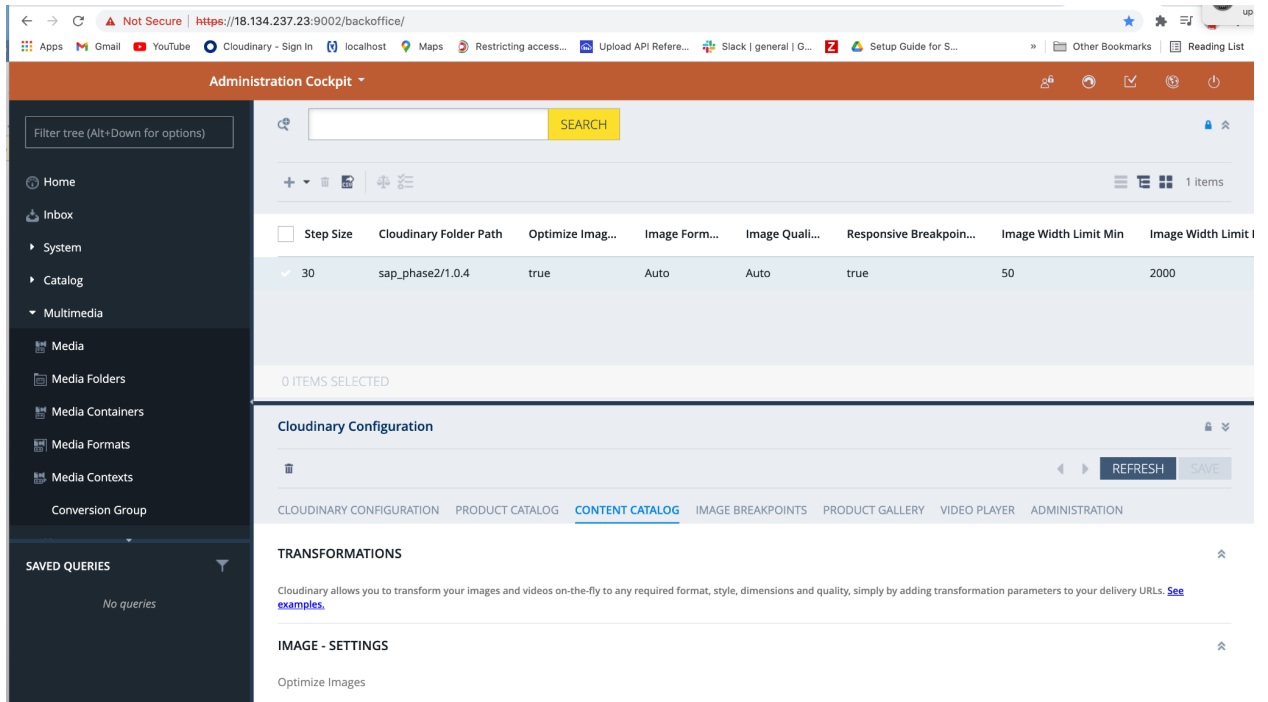 up
Not Secure | https://18.134.237.23:9002/backoffice/
Apps Gmail YouTube Cloudinary - Sign In localhost Maps Restricting access... Upload API Refere... Slack | general | G... Z Setup Guide for S... » Other Bookmarks Reading List
Administration Cockpit
Filter tree (Alt+Down for options)
Home
Inbox
System
Catalog
Multimedia
Media
Media Folders
Media Containers
Media Formats
Media Contexts
Conversion Group
SAVED QUERIES
No queries
SEARCH
1 items
Step Size Cloudinary Folder Path Optimize Imag... Image Form... Image Quali... Responsive Breakpoin... Image Width Limit Min Image Width Limit
30 sap_phase2/1.0.4 true Auto Auto true 50 2000
0 ITEMS SELECTED
Cloudinary Configuration
REFRESH SAVE
CLOUDINARY CONFIGURATION PRODUCT CATALOG CONTENT CATALOG IMAGE BREAKPOINTS PRODUCT GALLERY VIDEO PLAYER ADMINISTRATION
TRANSFORMATIONS
Cloudinary allows you to transform your images and videos on-the-fly to any required format, style, dimensions and quality, simply by adding transformation parameters to your delivery URLs. See
examples.
IMAGE - SETTINGS
Optimize Images